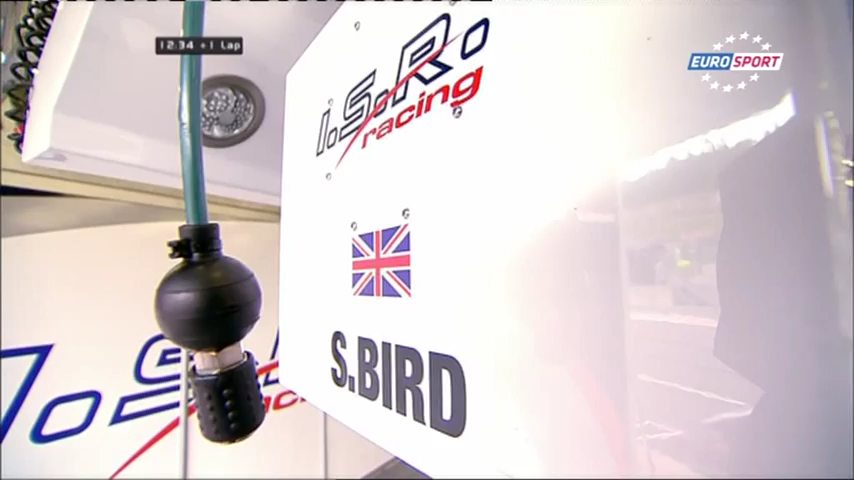 12:34 +1 Lap
EUROSPORT
i.S.R.
racing
S.BIRD